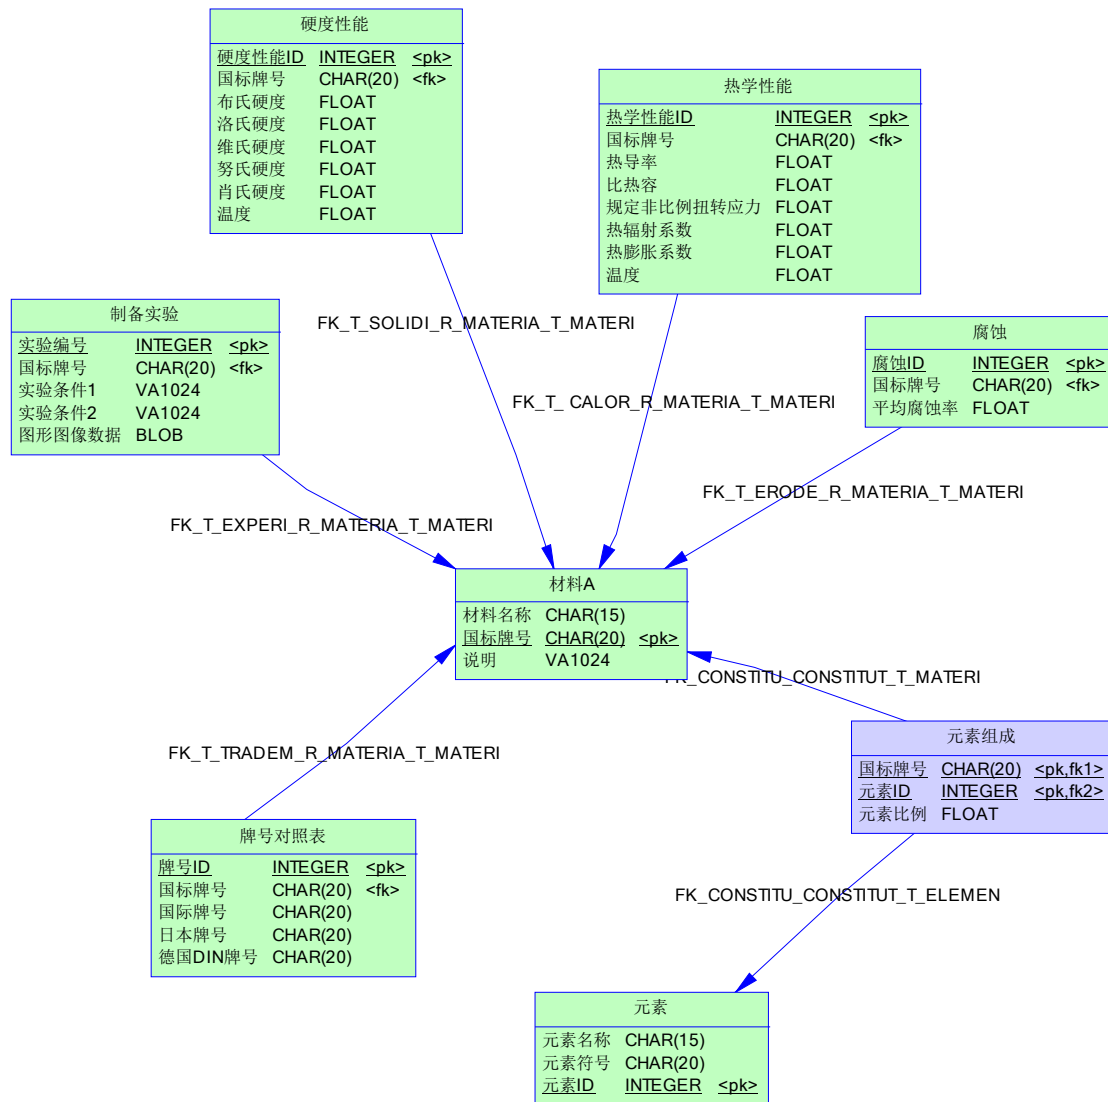 硬度性能
硬度性能ID INTEGER <pk>
国标牌号 CHAR(20) <fk>
布氏硬度 FLOAT
洛氏硬度 FLOAT
维氏硬度 FLOAT
努氏硬度 FLOAT
肖氏硬度 FLOAT
温度 FLOAT
热学性能
热学性能ID INTEGER <pk>
国标牌号 CHAR(20) <fk>
热导率 FLOAT
比热容 FLOAT
规定非比例扭转应力 FLOAT
热辐射系数 FLOAT
热膨胀系数 FLOAT
温度 FLOAT
制备实验
实验编号 INTEGER <pk>
国标牌号 CHAR(20) <fk>
实验条件1 VA1024
实验条件2 VA1024
图形图像数据 BLOB
FK_T_SOLIDI_R_MATERIA_T_MATERI
腐蚀
腐蚀ID INTEGER <pk>
国标牌号 CHAR(20) <fk>
平均腐蚀率 FLOAT
FK_T_ CALOR_R_MATERIA_T_MATERI
FK_T_ERODE_R_MATERIA_T_MATERI
FK_T_EXPERI_R_MATERIA_T_MATERI
材料A
材料名称 CHAR(15)
国标牌号 CHAR(20) <pk>
说明 VA1024
FK_CONSTITU_CONSTITUT_T_MATERI
元素组成
国标牌号 CHAR(20) <pk,fk1>
元素ID INTEGER <pk,fk2>
元素比例 FLOAT
FK_T_TRADEM_R_MATERIA_T_MATERI
牌号对照表
牌号ID INTEGER <pk>
国标牌号 CHAR(20) <fk>
国际牌号 CHAR(20)
日本牌号 CHAR(20)
德国DIN牌号 CHAR(20)
FK_CONSTITU_CONSTITUT_T_ELEMEN
元素
元素名称 CHAR(15)
元素符号 CHAR(20)
元素ID INTEGER <pk>